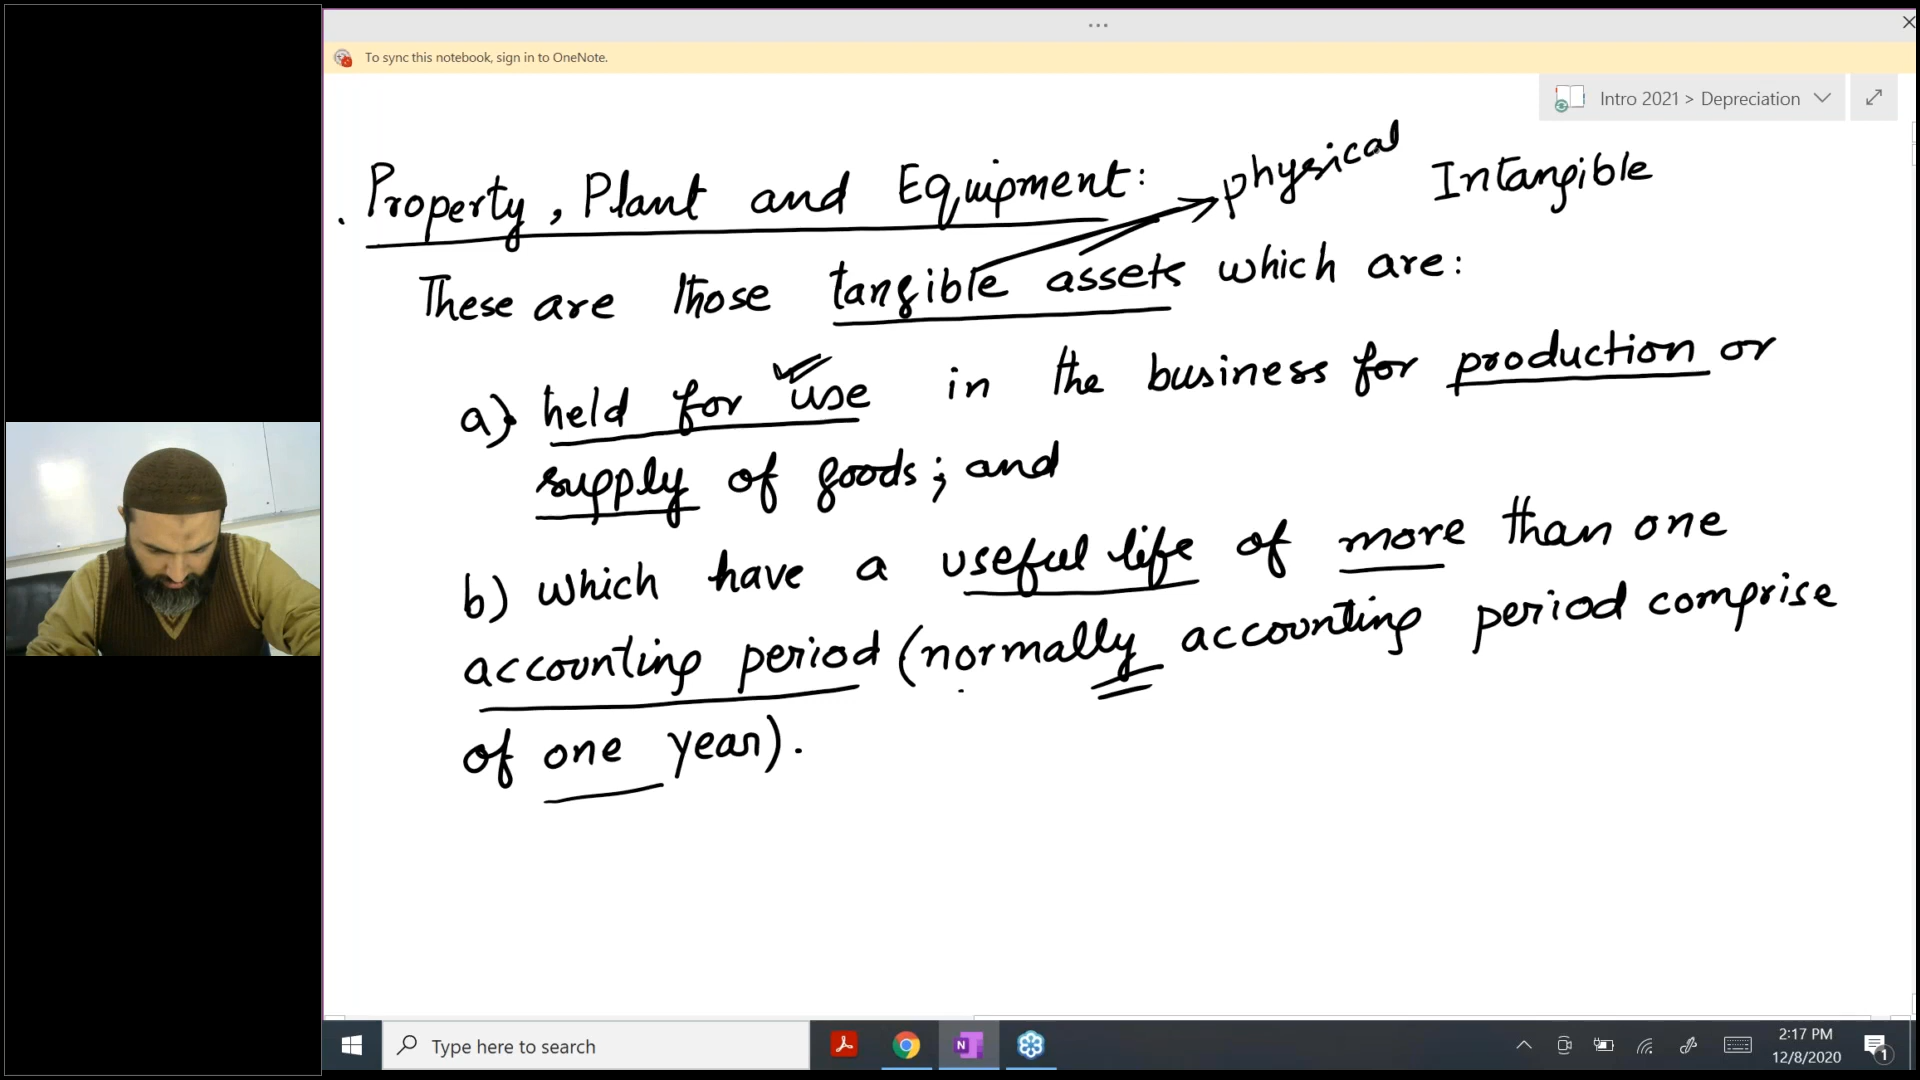 To sync this notebook, sign in to OneNote.
Intro 2021 > Depreciation
Property, Plant and Equipment: physical Intangible
These are those tangible assets which are:
a) held for use in the business for production or
supply of goods; and
b) which have a useful life of more than one
accounting period (normally accounting period comprise
of one year).
Type here to search
N
2:17 PM
12/8/2020
1